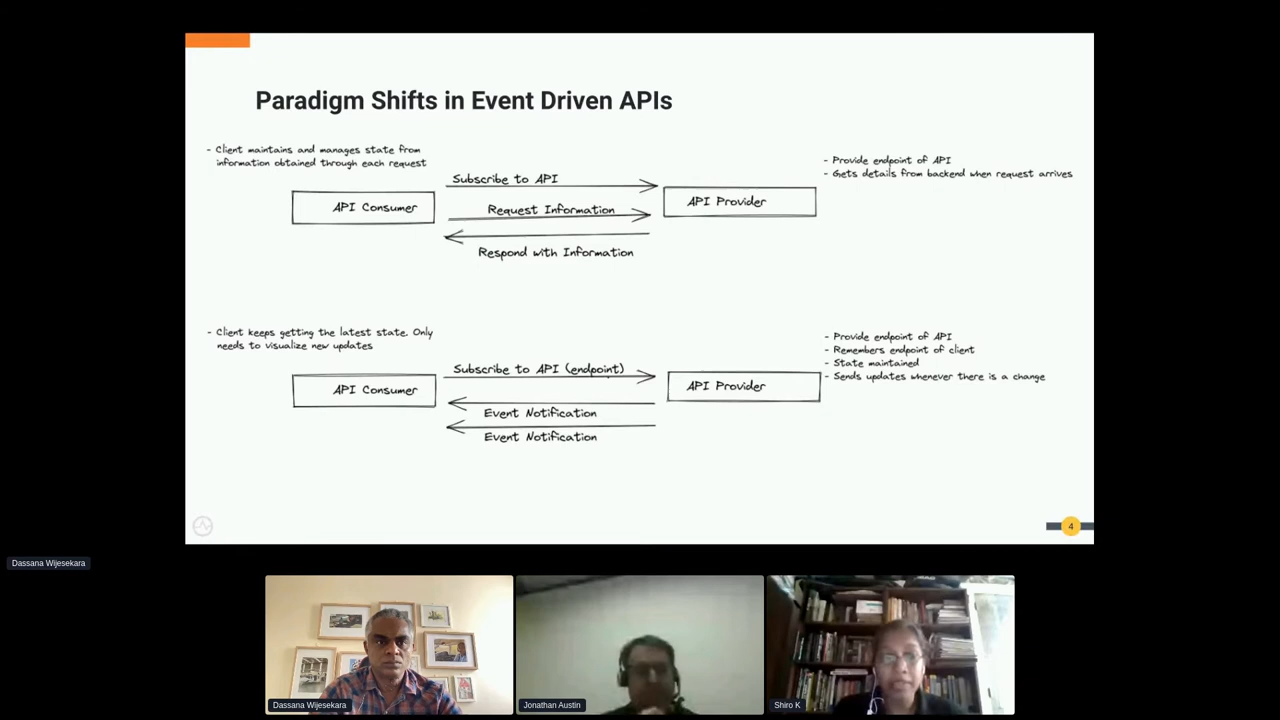 Paradigm Shifts in Event Driven APIs
- Client maintains and manages state from
information obtained through each request
Subscribe to API
API Consumer
Request Information
API Provider
Respond with Information
- Provide endpoint of API
- Gets details from backend when request arrives
- Client keeps getting the latest state. Only
needs to visualize new updates
Subscribe to API (endpoint)
API Consumer
Event Notification
Event Notification
API Provider
- Provide endpoint of API
- Remembers endpoint of client
- State maintained
- Sends updates whenever there is a change
4
Dassana Wijesekara
Dassana Wijesekara
Jonathan Austin
Shiro K